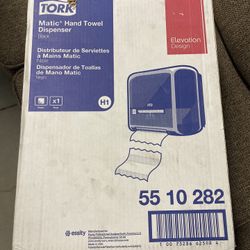 TORK
Matic® Hand Towel
Dispenser
Black
Distributeur de Serviettes
à Mains Matic
Noire
Dispensador de Toallas
de Mano Matic
Negro
Elevation
Design
x1
H1
55 10 282
essity